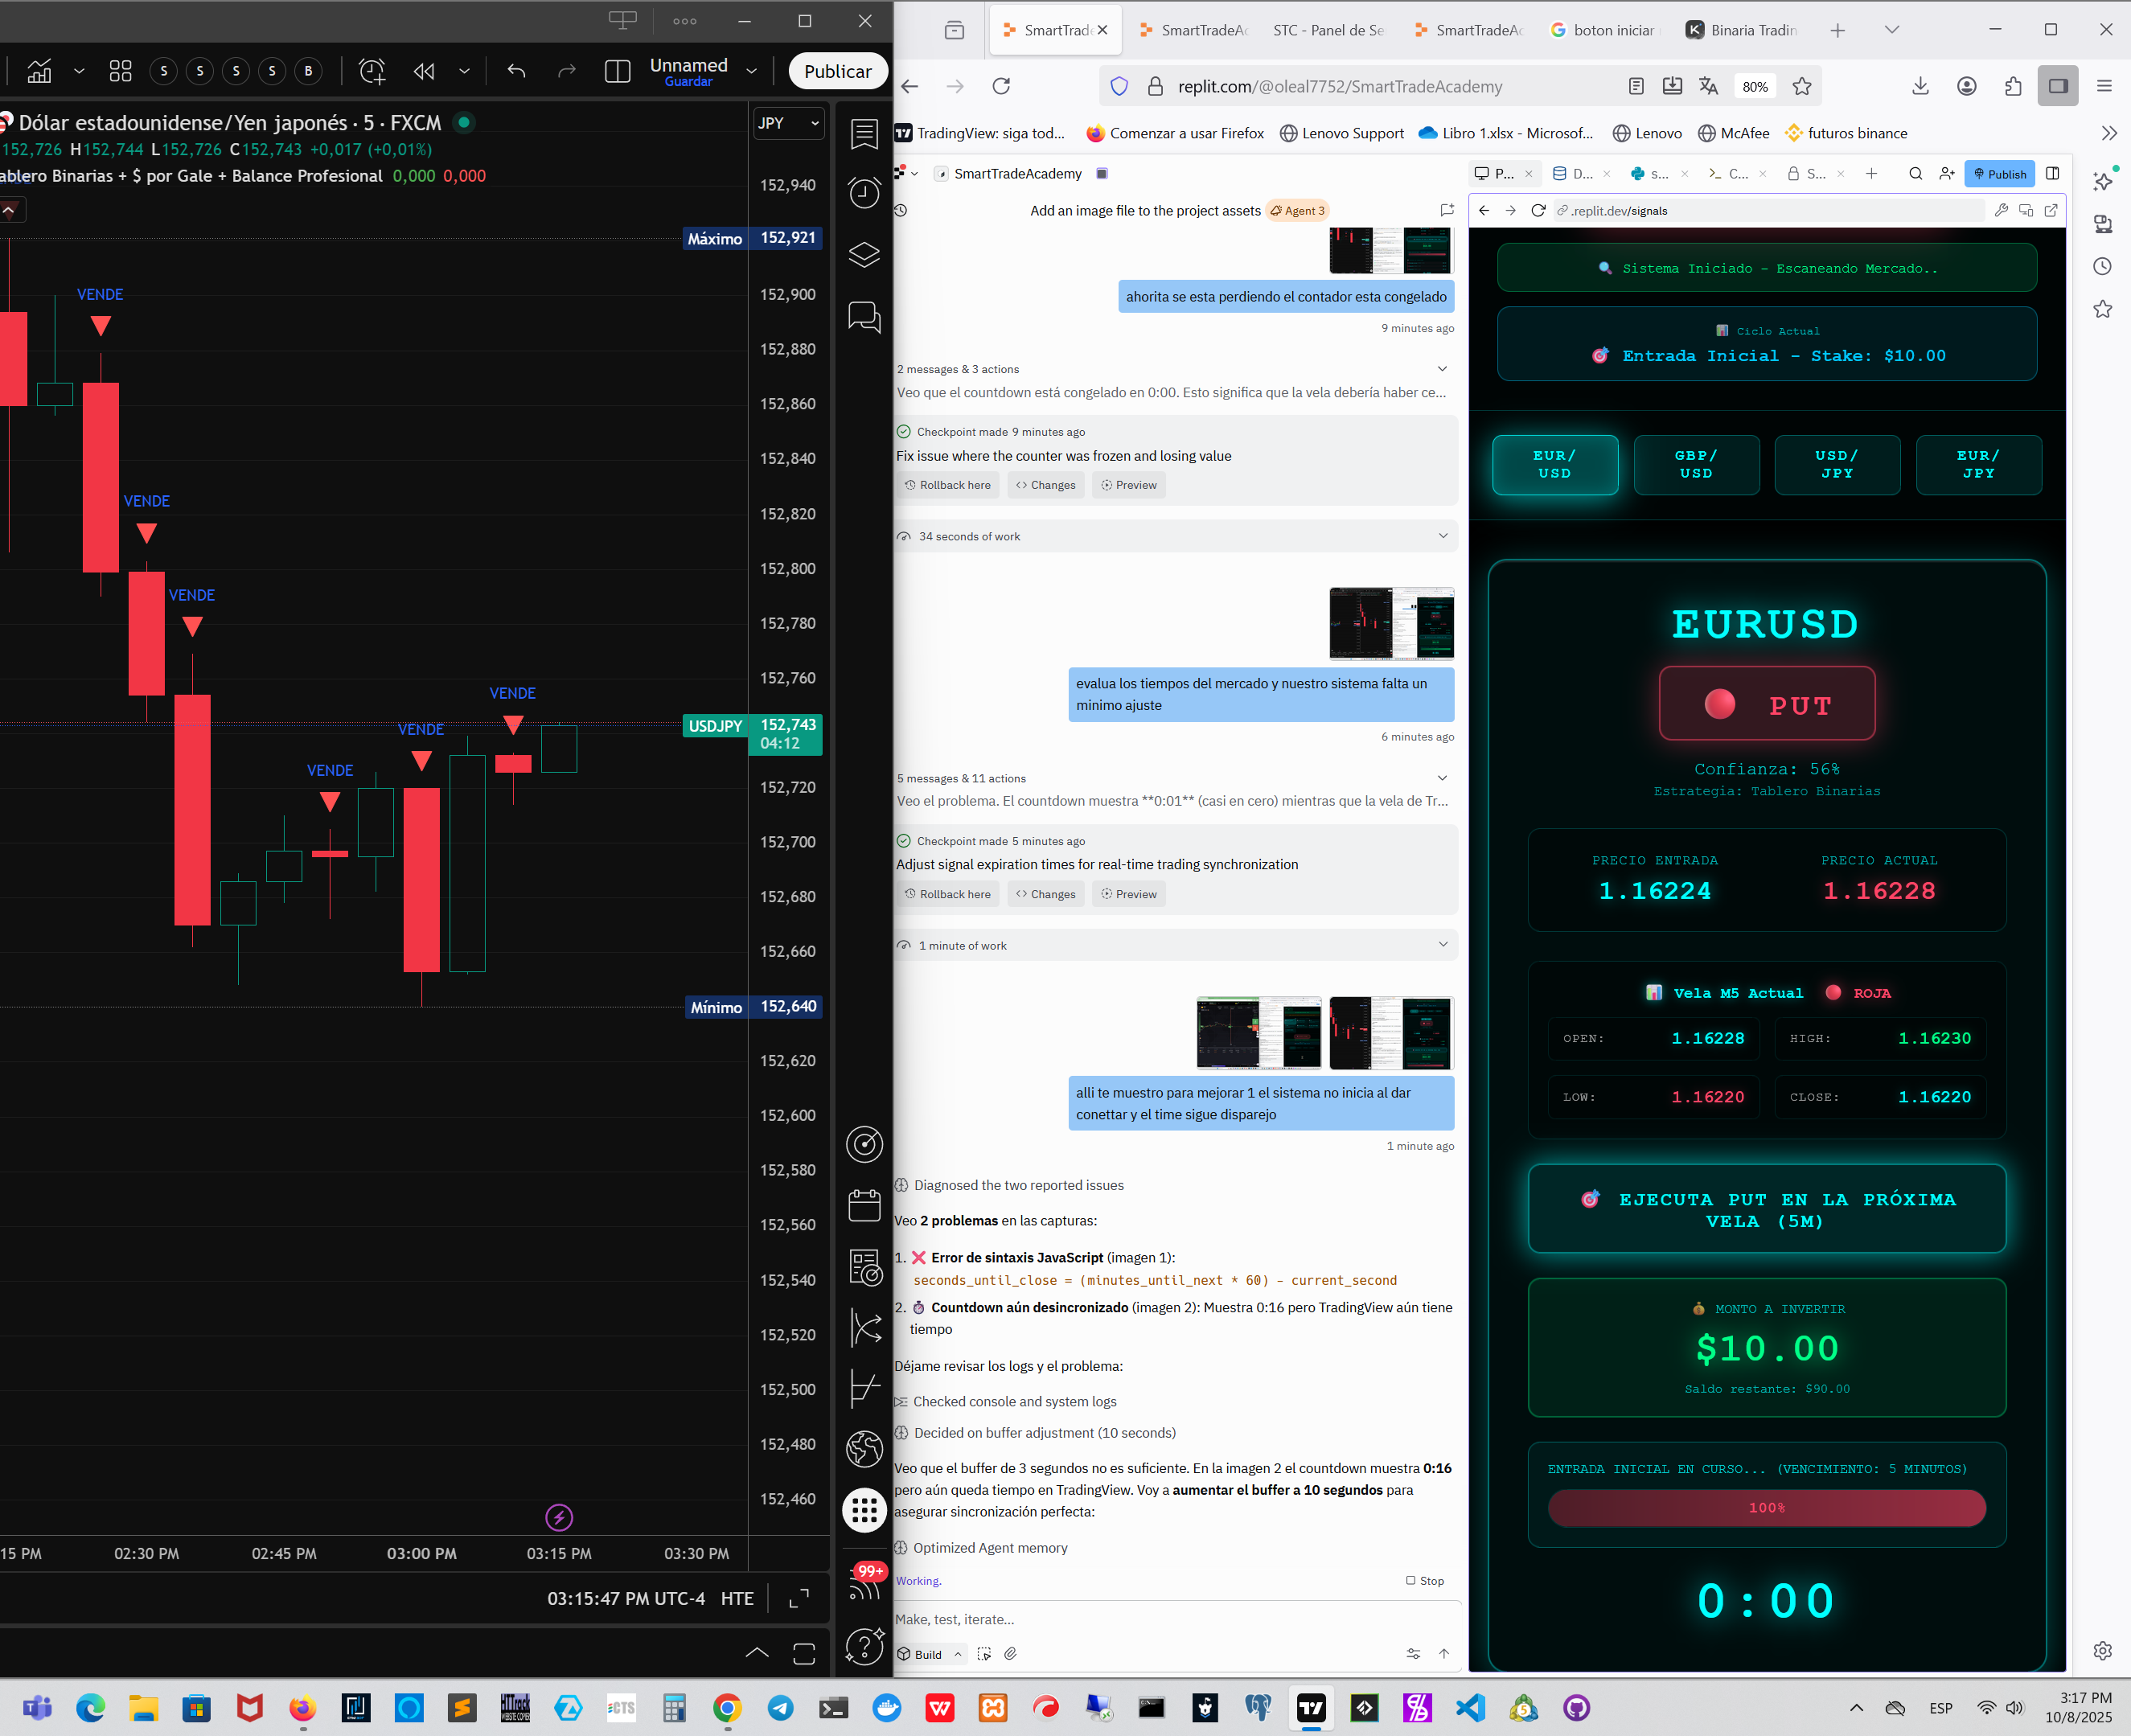 Unnamed
Guardar
Publicar
S S S S B
Dólar estadounidense/Yen japonés · 5 · FXCM
152,726 H152,744 L152,726 C152,743 +0,017 (+0,01%)
ablero Binarias + $ por Gale + Balance Profesional 0,000 0,000
JPY
152,940
Máximo 152,921
152,900
152,880
152,860
152,840
152,820
152,800
152,780
152,760
USDJPY 152,743
04:12
152,720
152,700
152,680
152,660
Mínimo 152,640
152,620
152,600
152,580
152,560
152,540
152,520
152,500
152,480
152,460
VENDE
VENDE
VENDE
VENDE
VENDE
VENDE
15 PM 02:30 PM 02:45 PM 03:00 PM 03:15 PM 03:30 PM
03:15:47 PM UTC-4 HTE
99+
SmartTrade
SmartTradeAc
STC - Panel de Se
SmartTradeAc
boton iniciar
Binaria Tradin
replit.com/@oleal7752/SmartTradeAcademy
80%
TradingView: siga tod...
Comenzar a usar Firefox
Lenovo Support
Libro 1.xlsx - Microsof...
Lenovo
McAfee
futuros binance
SmartTradeAcademy
P...
D...
s...
C...
S...
Publish
Add an image file to the project assets Agent 3
ahorita se esta perdiendo el contador esta congelado
9 minutes ago
2 messages & 3 actions
Veo que el countdown está congelado en 0:00. Esto significa que la vela debería haber ce...
Checkpoint made 9 minutes ago
Fix issue where the counter was frozen and losing value
Rollback here
Changes
Preview
34 seconds of work
evalua los tiempos del mercado y nuestro sistema falta un
minimo ajuste
6 minutes ago
5 messages & 11 actions
Veo el problema. El countdown muestra **0:01** (casi en cero) mientras que la vela de Tr...
Checkpoint made 5 minutes ago
Adjust signal expiration times for real-time trading synchronization
Rollback here
Changes
Preview
1 minute of work
alli te muestro para mejorar 1 el sistema no inicia al dar
conettar y el time sigue disparejo
1 minute ago
Diagnosed the two reported issues
Veo 2 problemas en las capturas:
1. ❌ Error de sintaxis JavaScript (imagen 1):
seconds_until_close = (minutes_until_next * 60) - current_second
2. ⏱️ Countdown aún desincronizado (imagen 2): Muestra 0:16 pero TradingView aún tiene
tiempo
Déjame revisar los logs y el problema:
Checked console and system logs
Decided on buffer adjustment (10 seconds)
Veo que el buffer de 3 segundos no es suficiente. En la imagen 2 el countdown muestra 0:16
pero aún queda tiempo en TradingView. Voy a aumentar el buffer a 10 segundos para
asegurar sincronización perfecta:
Optimized Agent memory
Working.
Stop
Make, test, iterate...
Build
.replit.dev/signals
🔍 Sistema Iniciado - Escaneando Mercado..
📊 Ciclo Actual
🎯 Entrada Inicial - Stake: $10.00
EUR/
USD
GBP/
USD
USD/
JPY
EUR/
JPY
EURUSD
🔴 PUT
Confianza: 56%
Estrategia: Tablero Binarias
PRECIO ENTRADA
1.16224
PRECIO ACTUAL
1.16228
📊 Vela M5 Actual 🔴 ROJA
OPEN: 1.16228
HIGH: 1.16230
LOW: 1.16220
CLOSE: 1.16220
🎯 EJECUTA PUT EN LA PRÓXIMA
VELA (5M)
💰 MONTO A INVERTIR
$10.00
Saldo restante: $90.00
ENTRADA INICIAL EN CURSO... (VENCIMIENTO: 5 MINUTOS)
100%
0:00
ESP
3:17 PM
10/8/2025